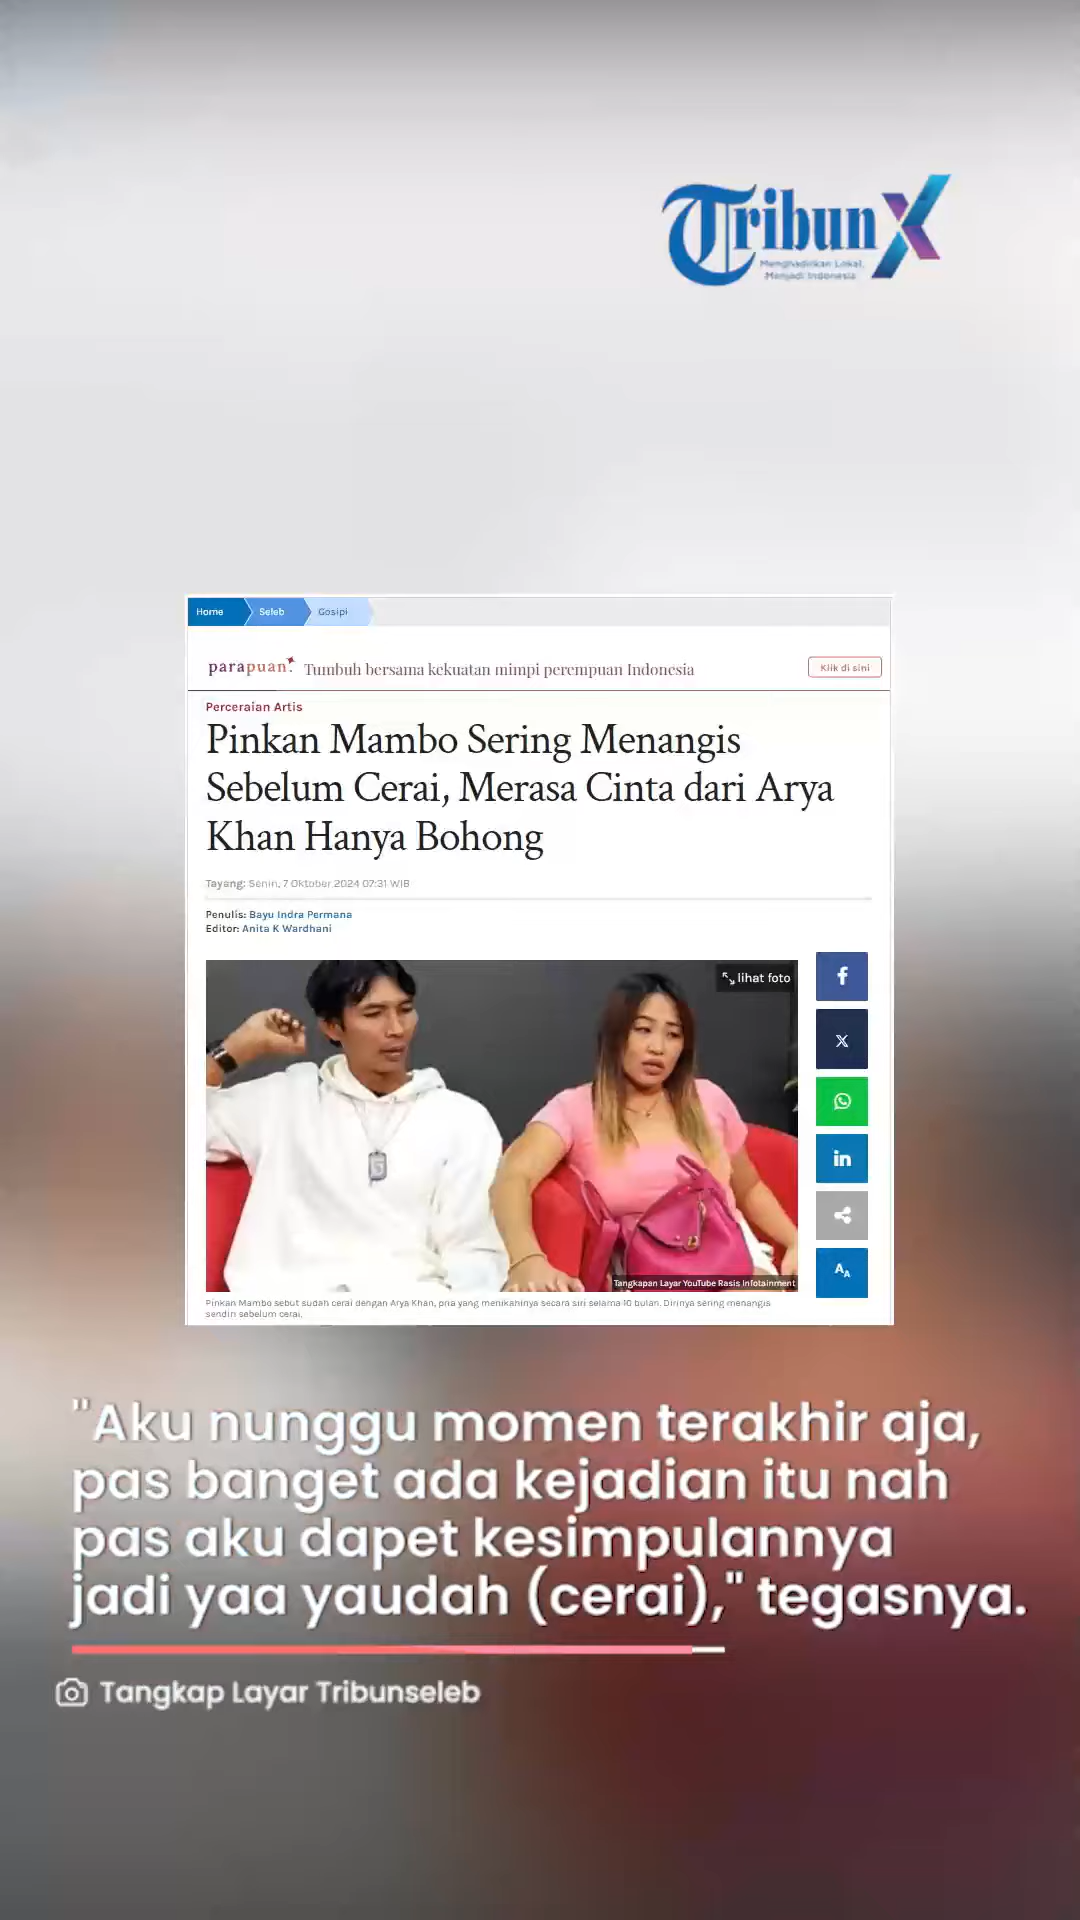 Tribun X
Menghadirkan Lokal,
Menjadi Indonesia
Home Seleb Gosipi
parapuan. Tumbuh bersama kekuatan mimpi perempuan Indonesia Klik di sini
Perceraian Artis
Pinkan Mambo Sering Menangis
Sebelum Cerai, Merasa Cinta dari Arya
Khan Hanya Bohong
Tayang: Senin, 7 Oktober 2024 07:31 WIB
Penulis: Bayu Indra Permana
Editor: Anita K Wardhani
lihat foto
Tangkapan Layar YouTube Rasis Infotainment
Pinkan Mambo sebut sudah cerai dengan Arya Khan, pria yang menikahinya secara siri selama 10 bulan. Dirinya sering menangis
sendiri sebelum cerai.
"Aku nunggu momen terakhir aja,
pas banget ada kejadian itu nah
pas aku dapet kesimpulannya
jadi yaa yaudah (cerai)," tegasnya.
Tangkap Layar Tribunseleb